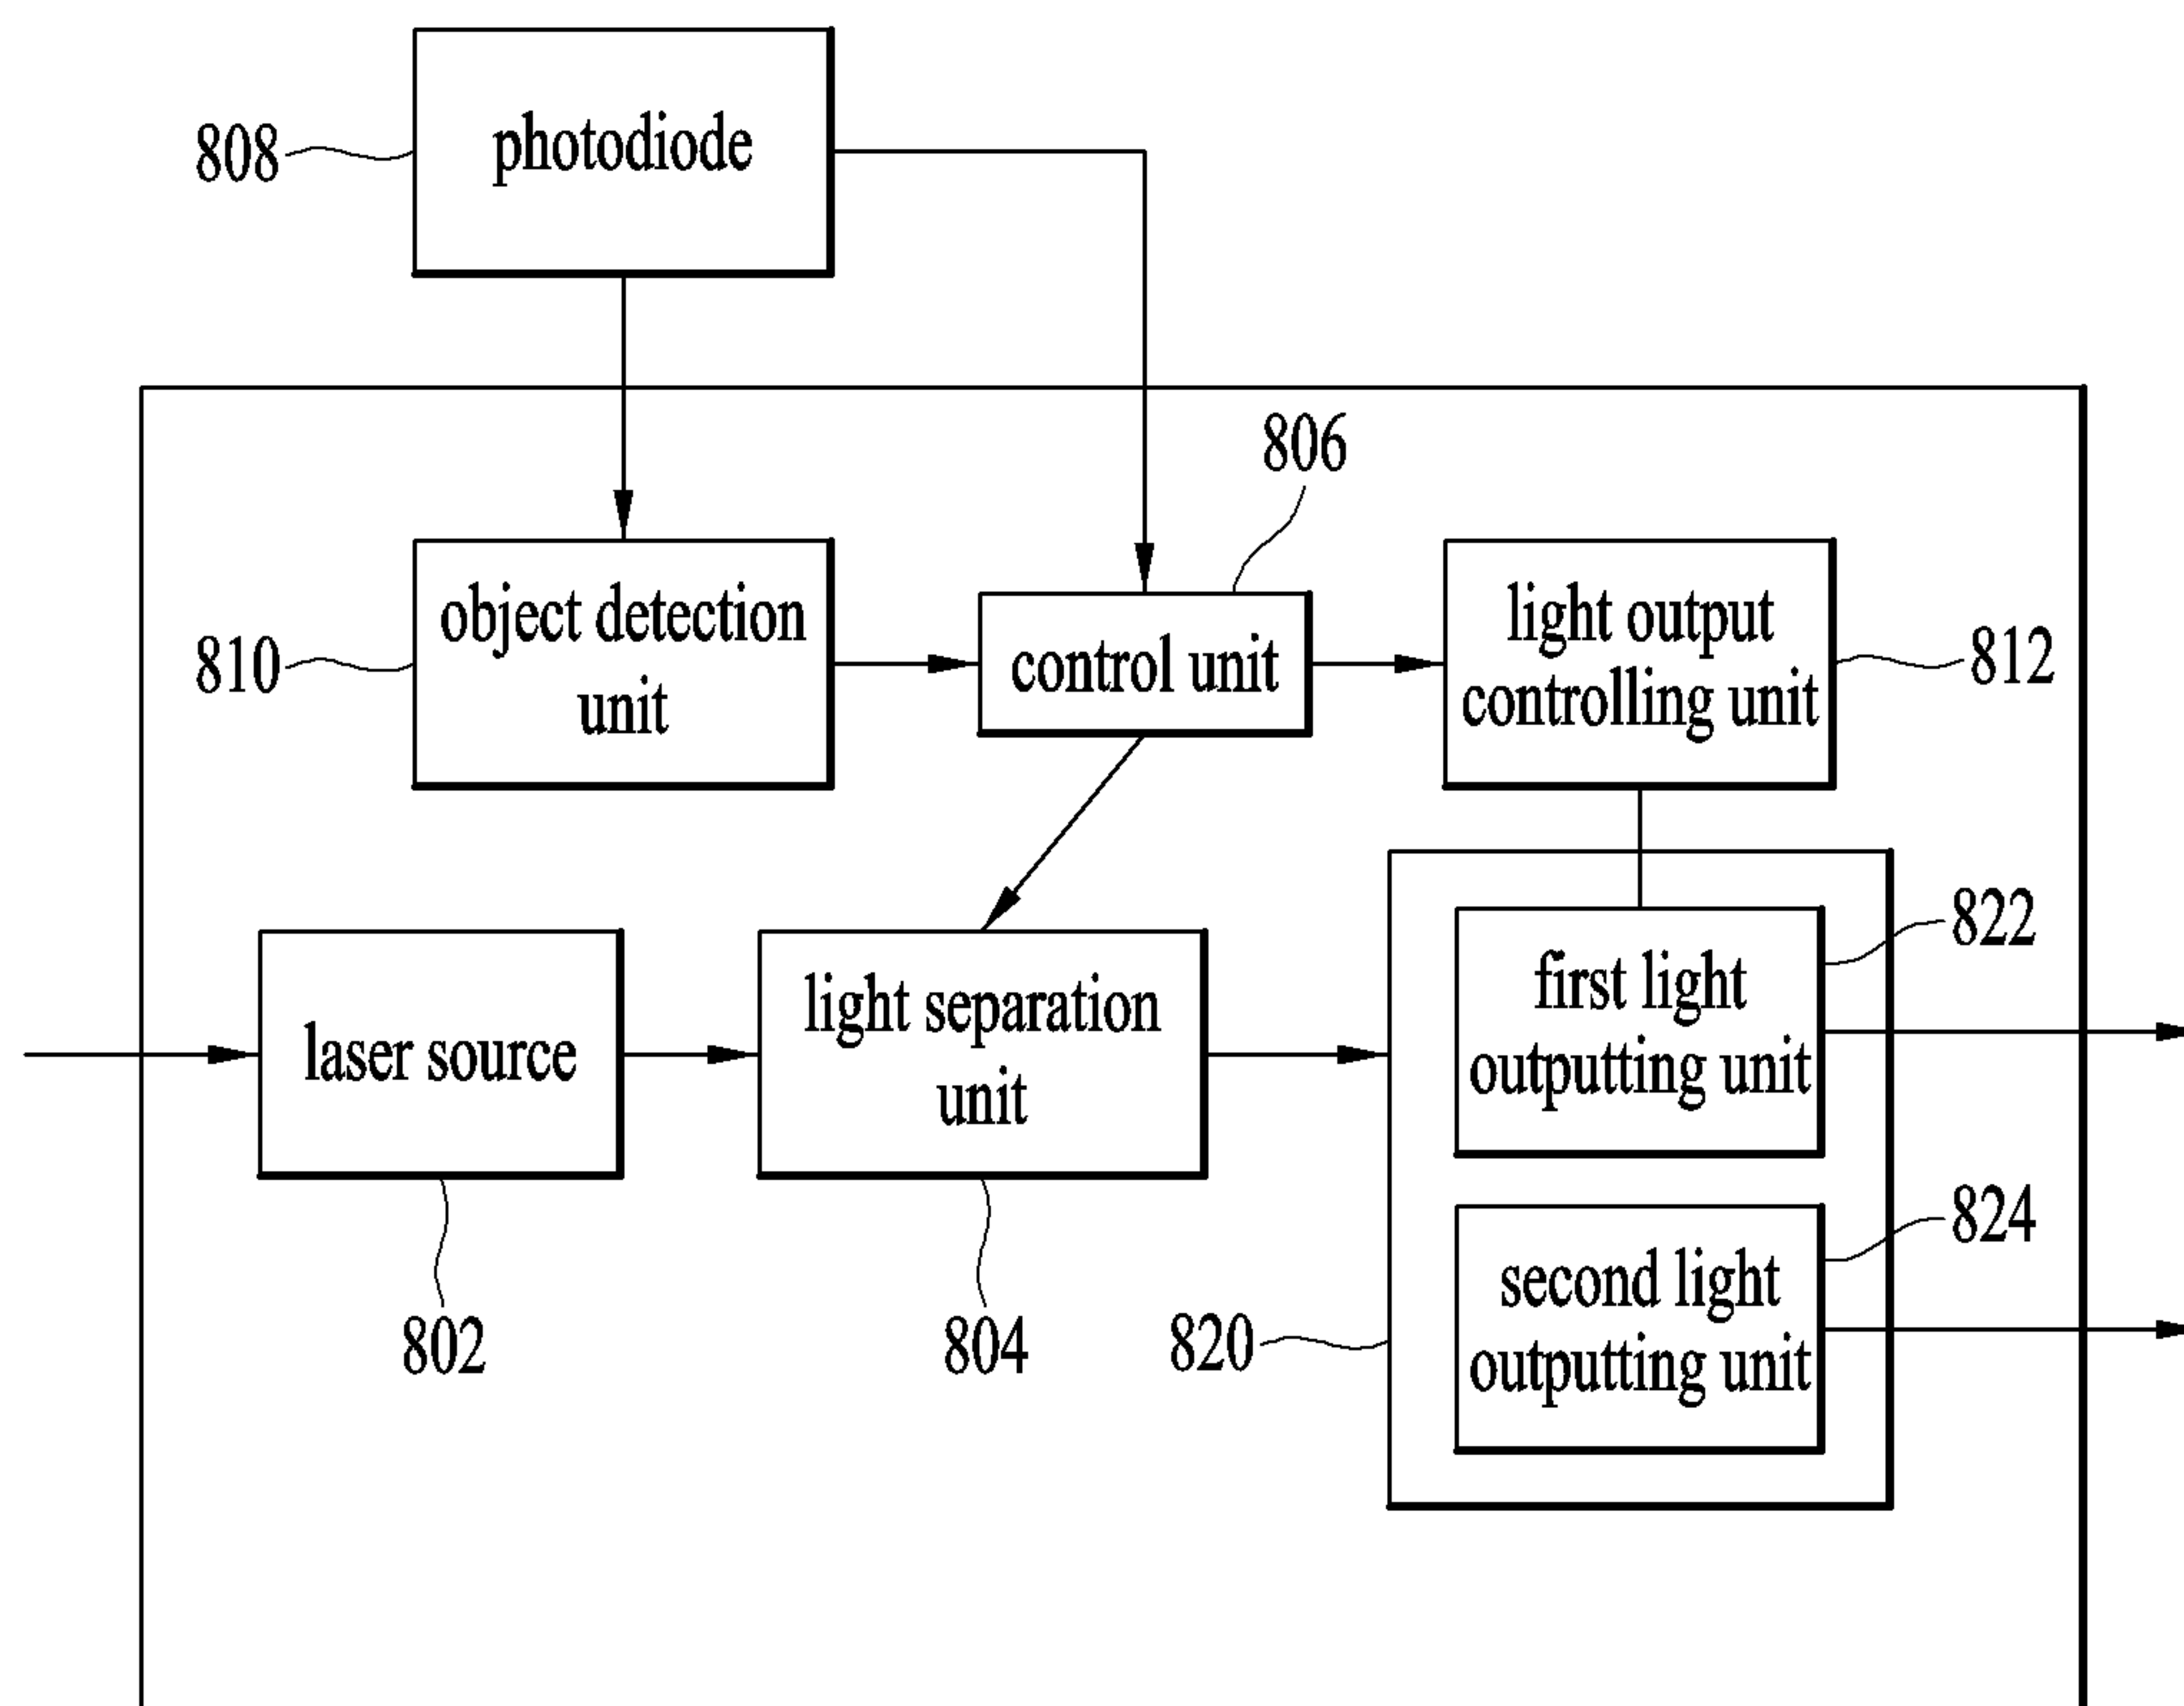 808
photodiode
806
810
object detection
unit
control unit
light output
controlling unit
812
laser source
light separation
unit
first light
outputting unit
822
second light
outputting unit
824
802
804
820